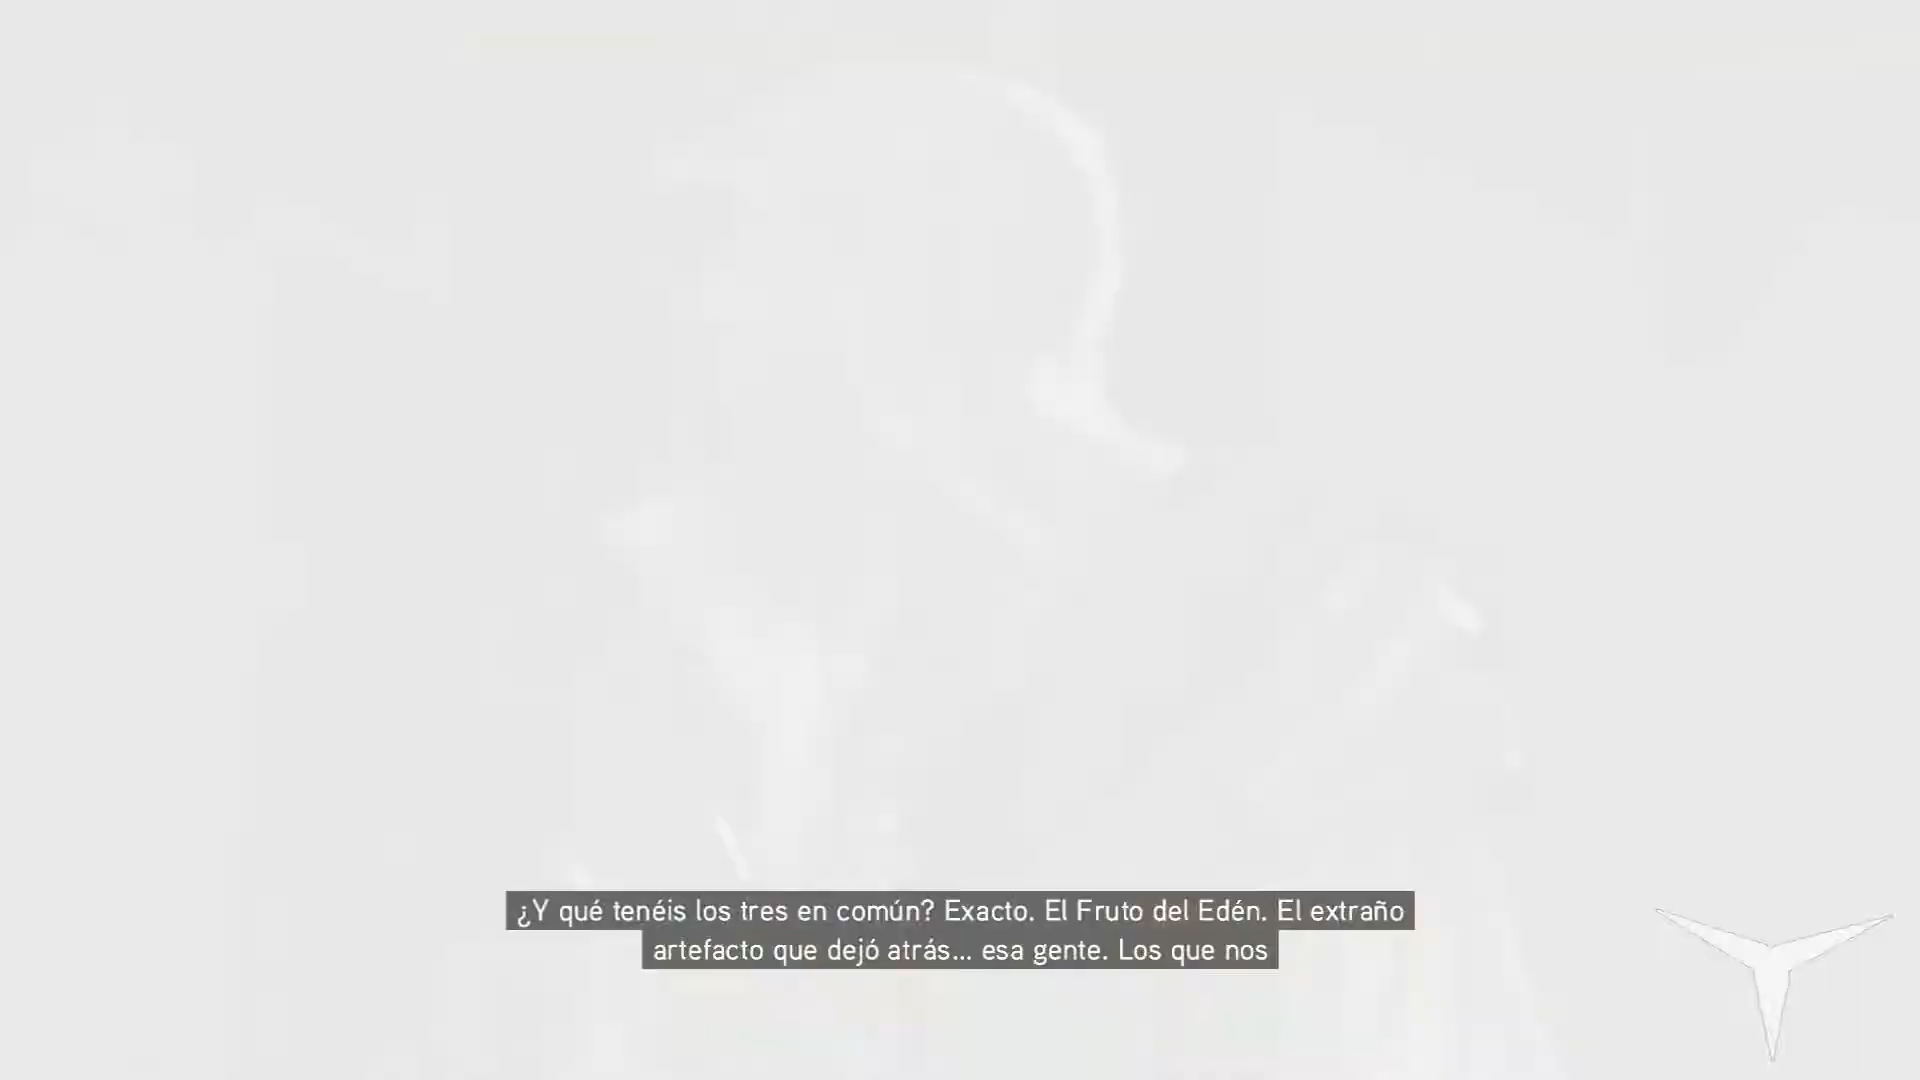 ¿Y qué tenéis los tres en común? Exacto. El Fruto del Edén. El extraño
artefacto que dejó atrás... esa gente. Los que nos